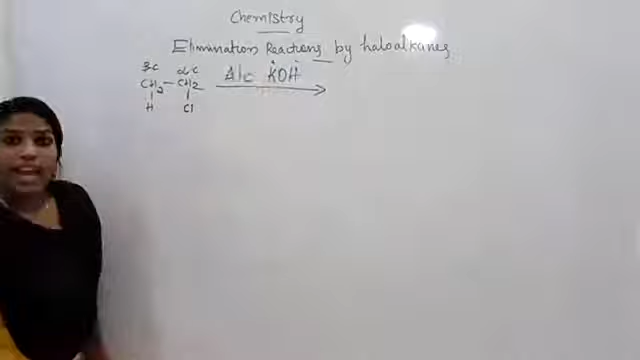 Chemistry
Elimination Reactions by haloalkanes
βC αC
CH2 - CH2 Alc KOH
H Cl